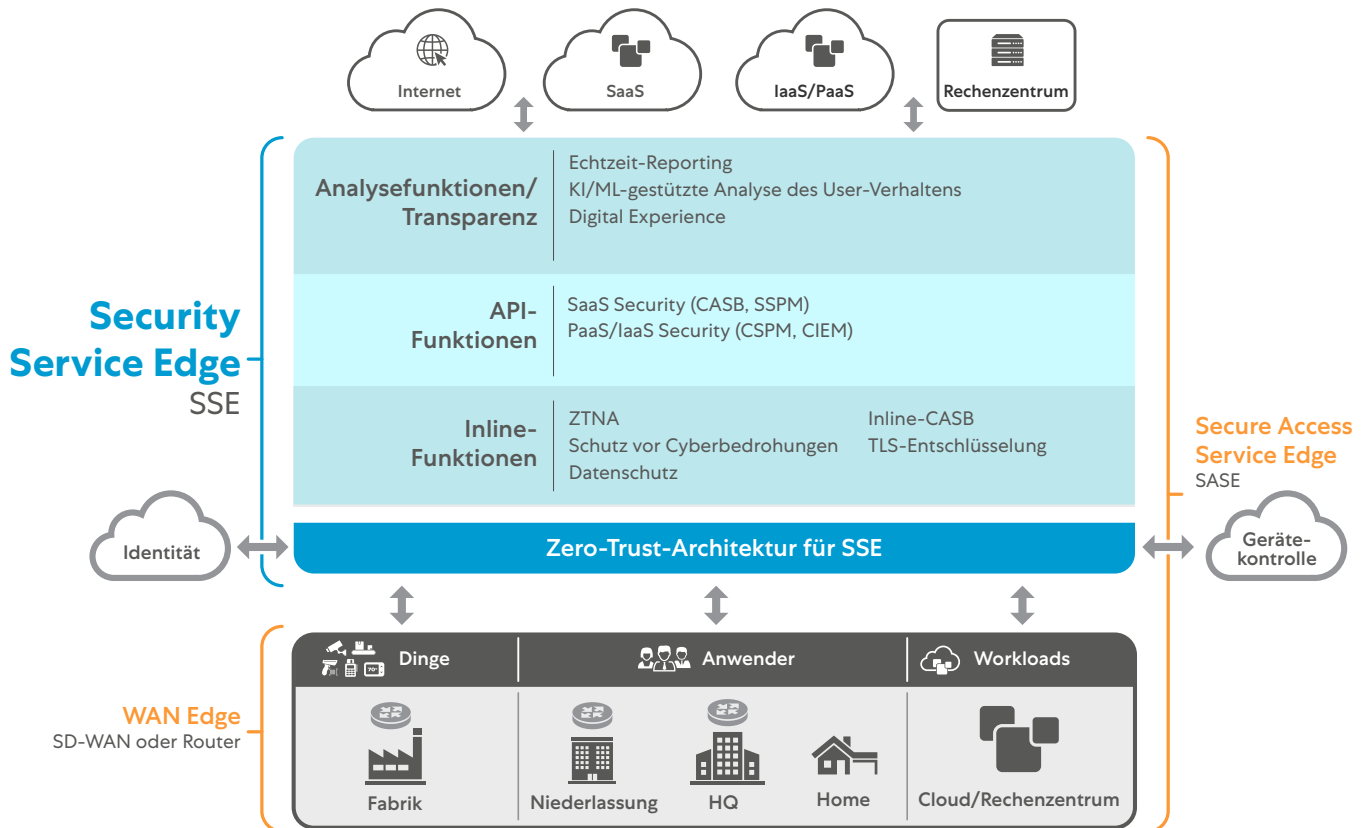 Internet
SaaS
IaaS/PaaS
Rechenzentrum
Security
Service Edge
SSE
Analysefunktionen/
Transparenz
Echtzeit-Reporting
KI/ML-gestützte Analyse des User-Verhaltens
Digital Experience
API-
Funktionen
SaaS Security (CASB, SSPM)
PaaS/IaaS Security (CSPM, CIEM)
Inline-
Funktionen
ZTNA
Schutz vor Cyberbedrohungen
Datenschutz
Inline-CASB
TLS-Entschlüsselung
Secure Access
Service Edge
SASE
Identität
Zero-Trust-Architektur für SSE
Geräte-
kontrolle
WAN Edge
SD-WAN oder Router
70°
Dinge
Anwender
Workloads
Fabrik
Niederlassung
HQ
Home
Cloud/Rechenzentrum